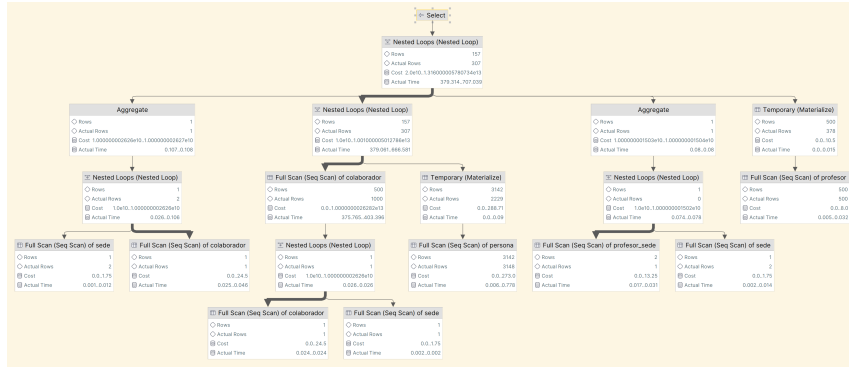 Select
Nested Loops (Nested Loop)
Rows 157
Actual Rows 307
Cost 2.0e10..1.316000005780734e13
Actual Time 379.314..707.039
Aggregate
Rows 1
Actual Rows 1
Cost 1.000000002626e10..1.000000002627e10
Actual Time 0.107..0.108
Nested Loops (Nested Loop)
Rows 157
Actual Rows 307
Cost 1.0e10..1.001000005012786e13
Actual Time 379.061..666.581
Aggregate
Rows 1
Actual Rows 1
Cost 1.00000001503e10..1.00000001504e10
Actual Time 0.08..0.08
Temporary (Materialize)
Rows 500
Actual Rows 378
Cost 0.0..10.5
Actual Time 0.0..0.015
Nested Loops (Nested Loop)
Rows 1
Actual Rows 2
Cost 1.0e10..1.000000002626e10
Actual Time 0.026..0.106
Full Scan (Seq Scan) of colaborador
Rows 500
Actual Rows 1000
Cost 0.0..1.000000002626262e13
Actual Time 375.765..403.396
Temporary (Materialize)
Rows 3142
Actual Rows 2229
Cost 0.0..288.71
Actual Time 0.0..0.09
Nested Loops (Nested Loop)
Rows 1
Actual Rows 0
Cost 1.0e10..1.000000001502e10
Actual Time 0.074..0.078
Full Scan (Seq Scan) of profesor
Rows 500
Actual Rows 500
Cost 0.0..8.0
Actual Time 0.005..0.032
Full Scan (Seq Scan) of sede
Rows 1
Actual Rows 2
Cost 0.0..1.75
Actual Time 0.001..0.012
Full Scan (Seq Scan) of colaborador
Rows 1
Actual Rows 1
Cost 0.0..24.5
Actual Time 0.025..0.046
Nested Loops (Nested Loop)
Rows 1
Actual Rows 1
Cost 1.0e10..1.000000002626e10
Actual Time 0.026..0.026
Full Scan (Seq Scan) of persona
Rows 3142
Actual Rows 3148
Cost 0.0..273.0
Actual Time 0.006..0.778
Full Scan (Seq Scan) of profesor_sede
Rows 2
Actual Rows 1
Cost 0.0..13.25
Actual Time 0.017..0.031
Full Scan (Seq Scan) of sede
Rows 1
Actual Rows 2
Cost 0.0..1.75
Actual Time 0.002..0.014
Full Scan (Seq Scan) of colaborador
Rows 1
Actual Rows 1
Cost 0.0..24.5
Actual Time 0.024..0.024
Full Scan (Seq Scan) of sede
Rows 1
Actual Rows 1
Cost 0.0..1.75
Actual Time 0.002..0.002